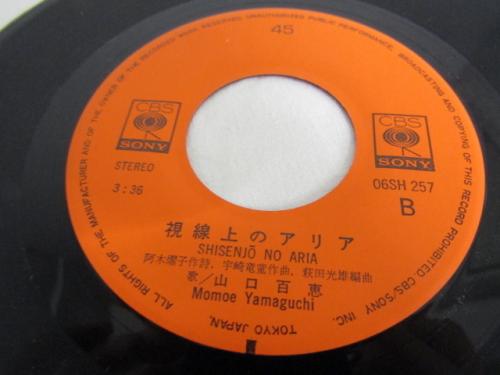 45
CBS
SONY
CBS
SONY
STEREO
3:36
06SH 257
B
視線上のアリア
SHISENJŌ NO ARIA
阿木燿子作詩、宇崎竜童作曲、萩田光雄編曲
歌/山口百恵
Momoe Yamaguchi
ALL RIGHTS OF THE MANUFACTURER AND OF THE OWNER OF THE RECORDED WORK RESERVED UNAUTHORIZED PUBLIC PERFORMANCE, BROADCASTING AND COPYING OF THIS RECORD PROHIBITED. CBS/SONY INC. TOKYO JAPAN.